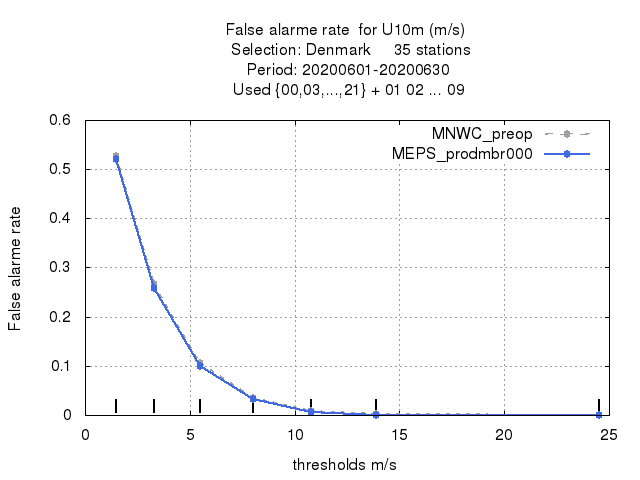 False alarme rate for U10m (m/s)
Selection: Denmark 35 stations
Period: 20200601-20200630
Used {00,03,...,21} + 01 02 ... 09
MNWC_preop
MEPS_prodmbr000
False alarme rate
0.6
0.5
0.4
0.3
0.2
0.1
0
0 5 10 15 20 25
thresholds m/s